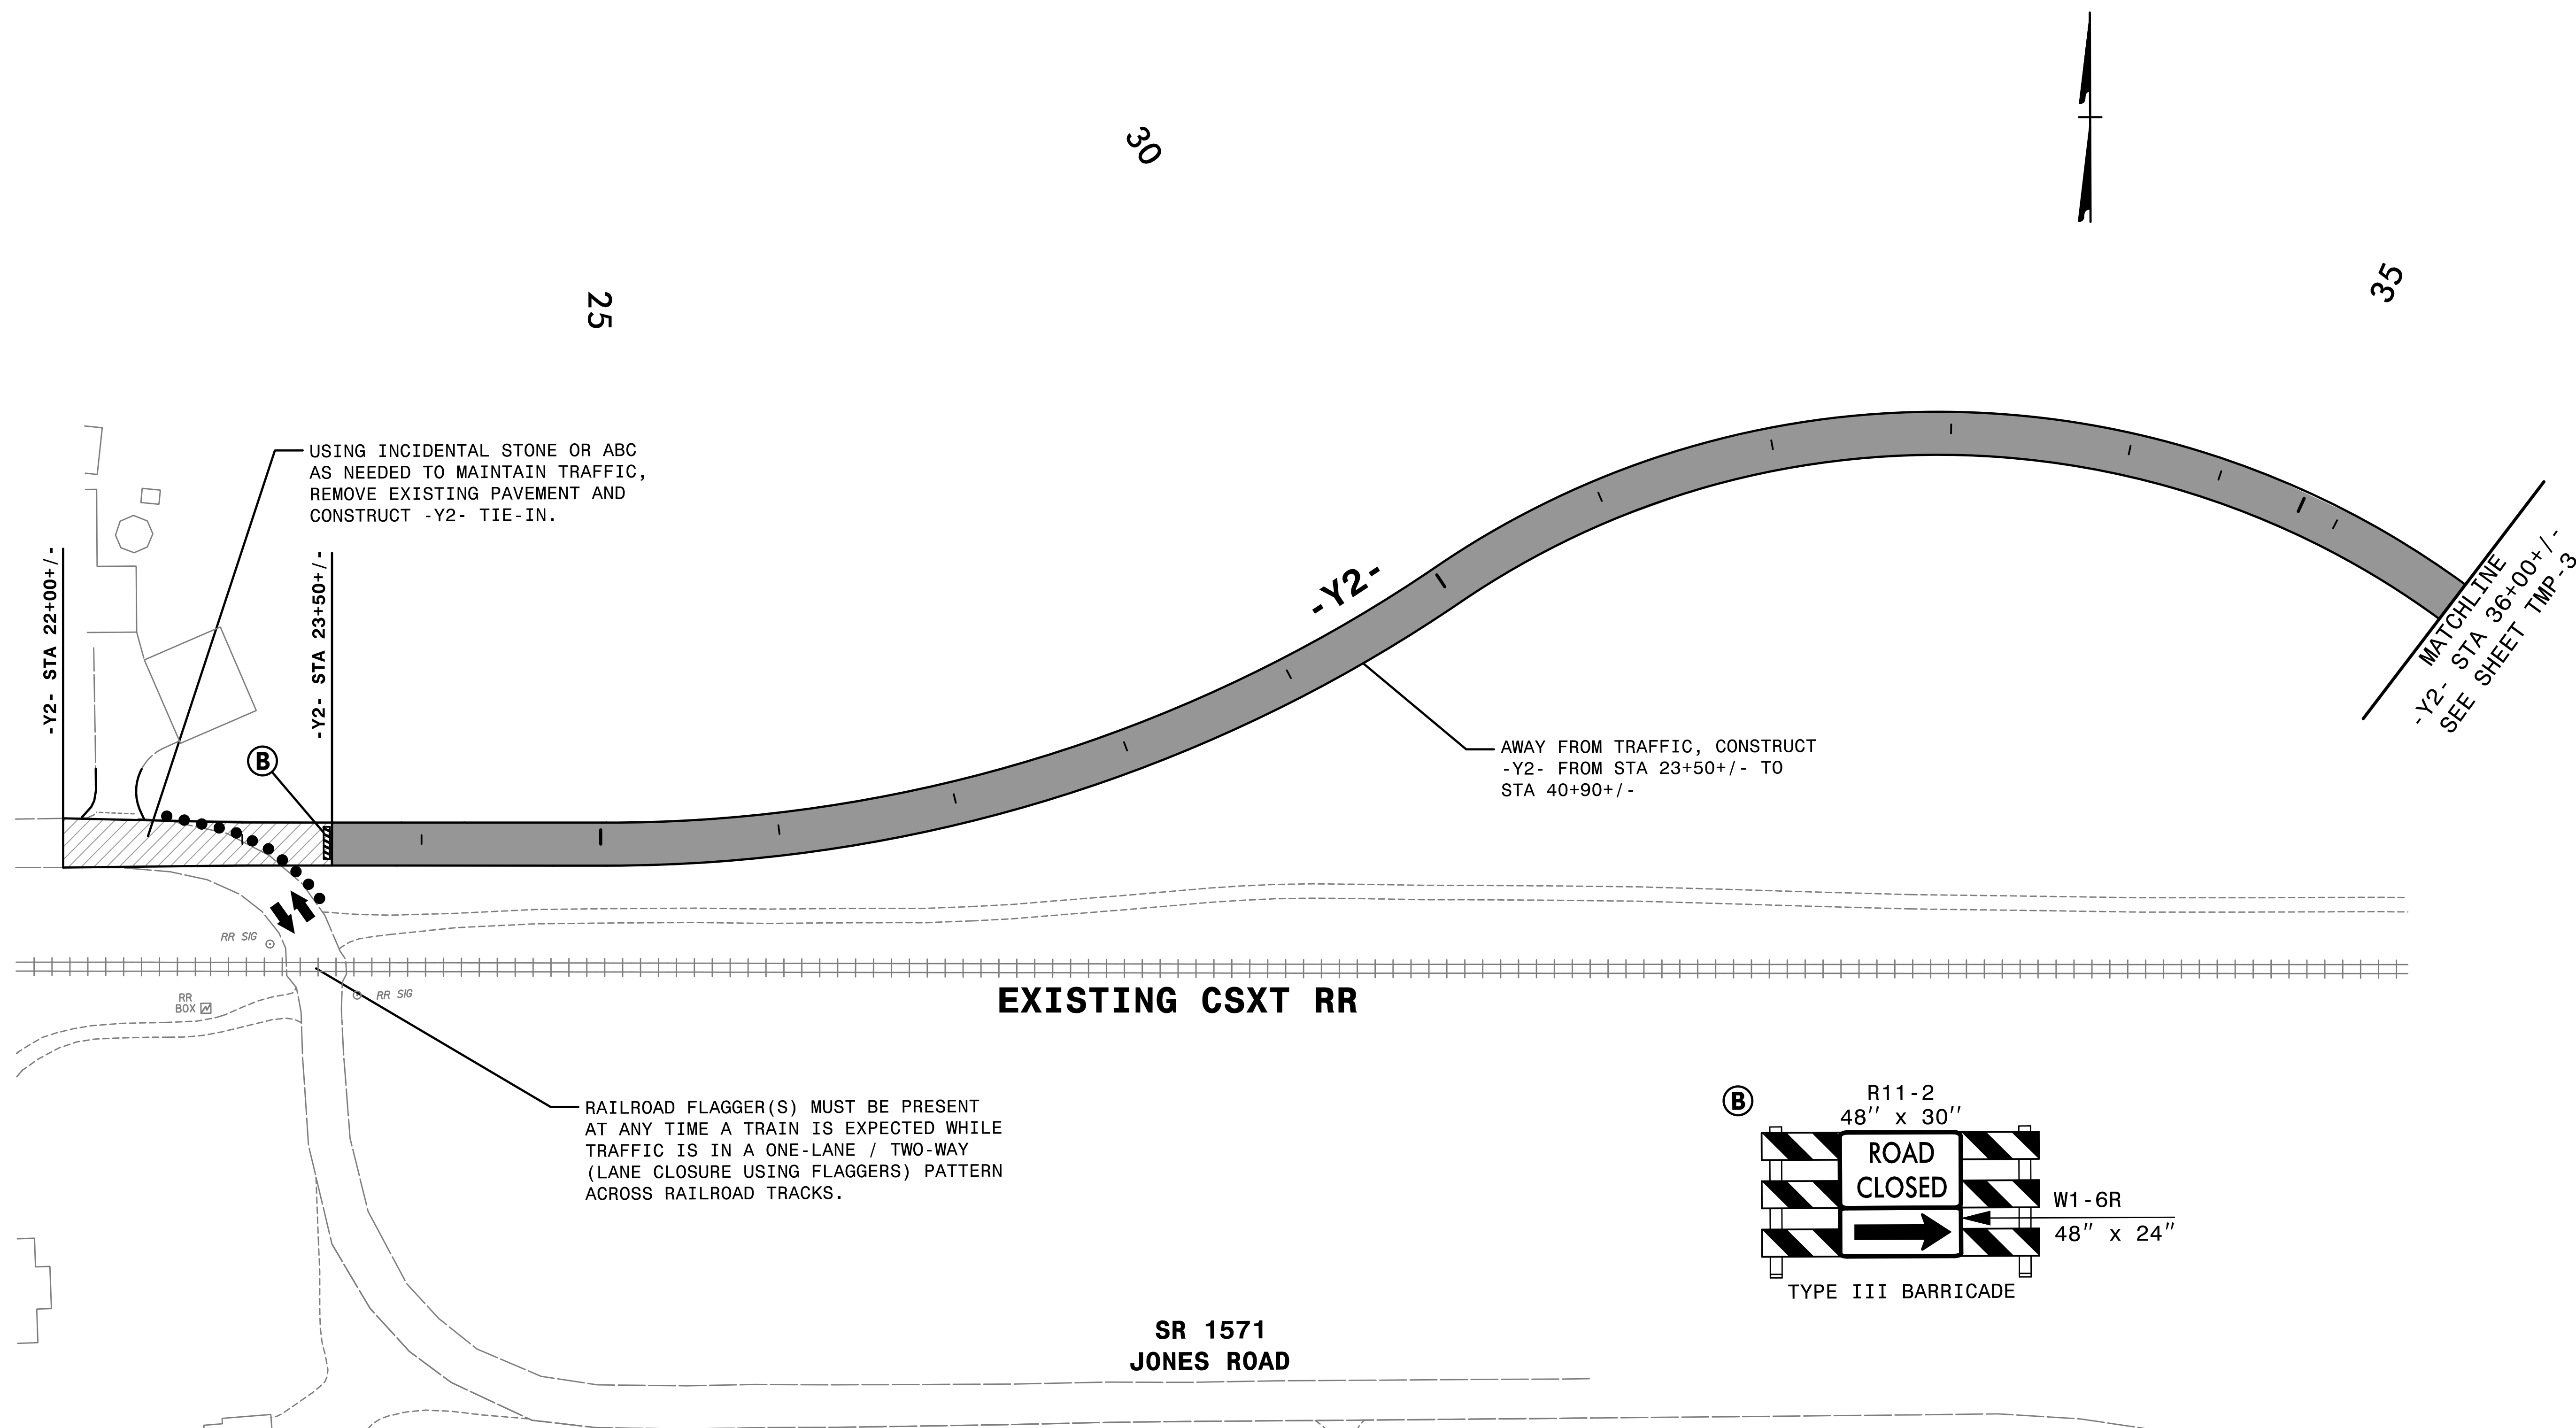 30
35
25
USING INCIDENTAL STONE OR ABC
AS NEEDED TO MAINTAIN TRAFFIC,
REMOVE EXISTING PAVEMENT AND
CONSTRUCT -Y2- TIE-IN.
-Y2- STA 22+00+/-
-Y2- STA 23+50+/-
B
-Y2-
MATCHLINE
-Y2- STA 36+00+/-
SEE SHEET TMP-3
AWAY FROM TRAFFIC, CONSTRUCT
-Y2- FROM STA 23+50+/- TO
STA 40+90+/-
RR SIG
RR
BOX
RR SIG
EXISTING CSXT RR
RAILROAD FLAGGER(S) MUST BE PRESENT
AT ANY TIME A TRAIN IS EXPECTED WHILE
TRAFFIC IS IN A ONE-LANE / TWO-WAY
(LANE CLOSURE USING FLAGGERS) PATTERN
ACROSS RAILROAD TRACKS.
B
R11-2
48" x 30"
ROAD
CLOSED
W1-6R
48" x 24"
TYPE III BARRICADE
SR 1571
JONES ROAD